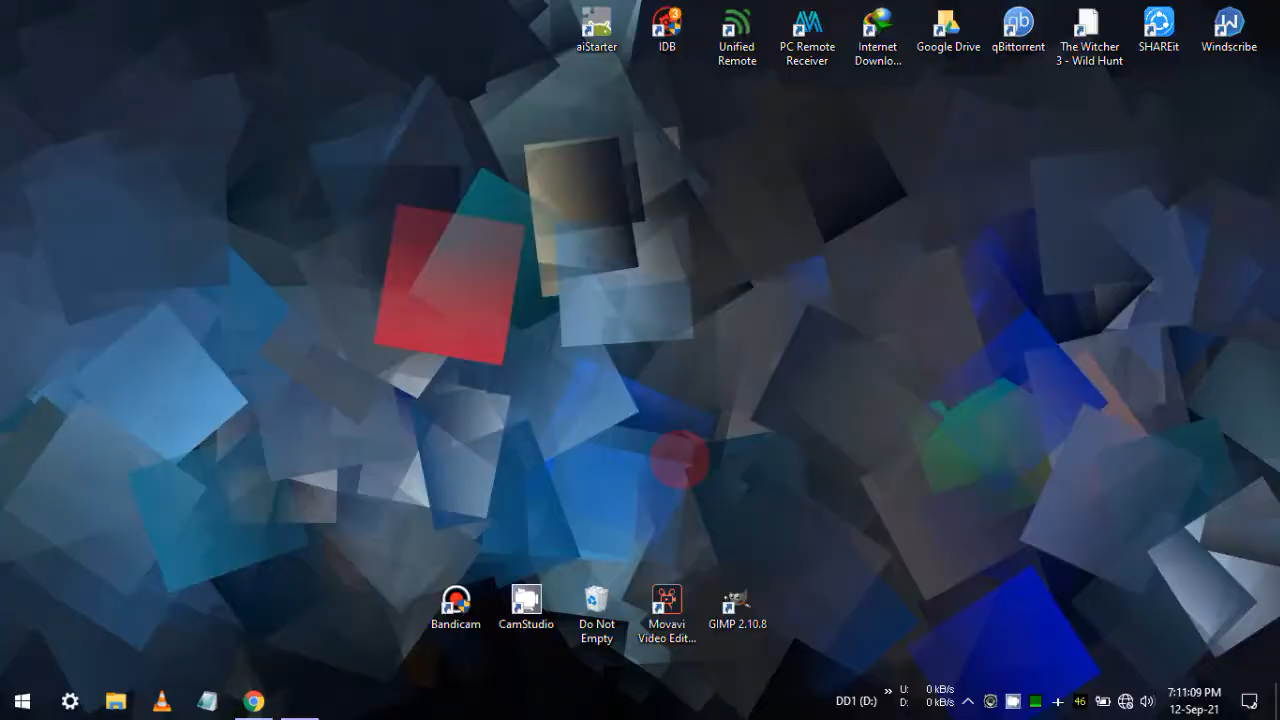 aiStarter
3
IDB
Unified
Remote
PC Remote
Receiver
Internet
Downlo...
Google Drive
qb
qBittorrent
The Witcher
3 - Wild Hunt
SHAREit
W
Windscribe
Bandicam
CamStudio
Do Not
Empty
Movavi
Video Edit...
GIMP 2.10.8
DD1 (D:)
»
U: 0 kB/s
D: 0 kB/s
46
7:11:09 PM
12-Sep-21